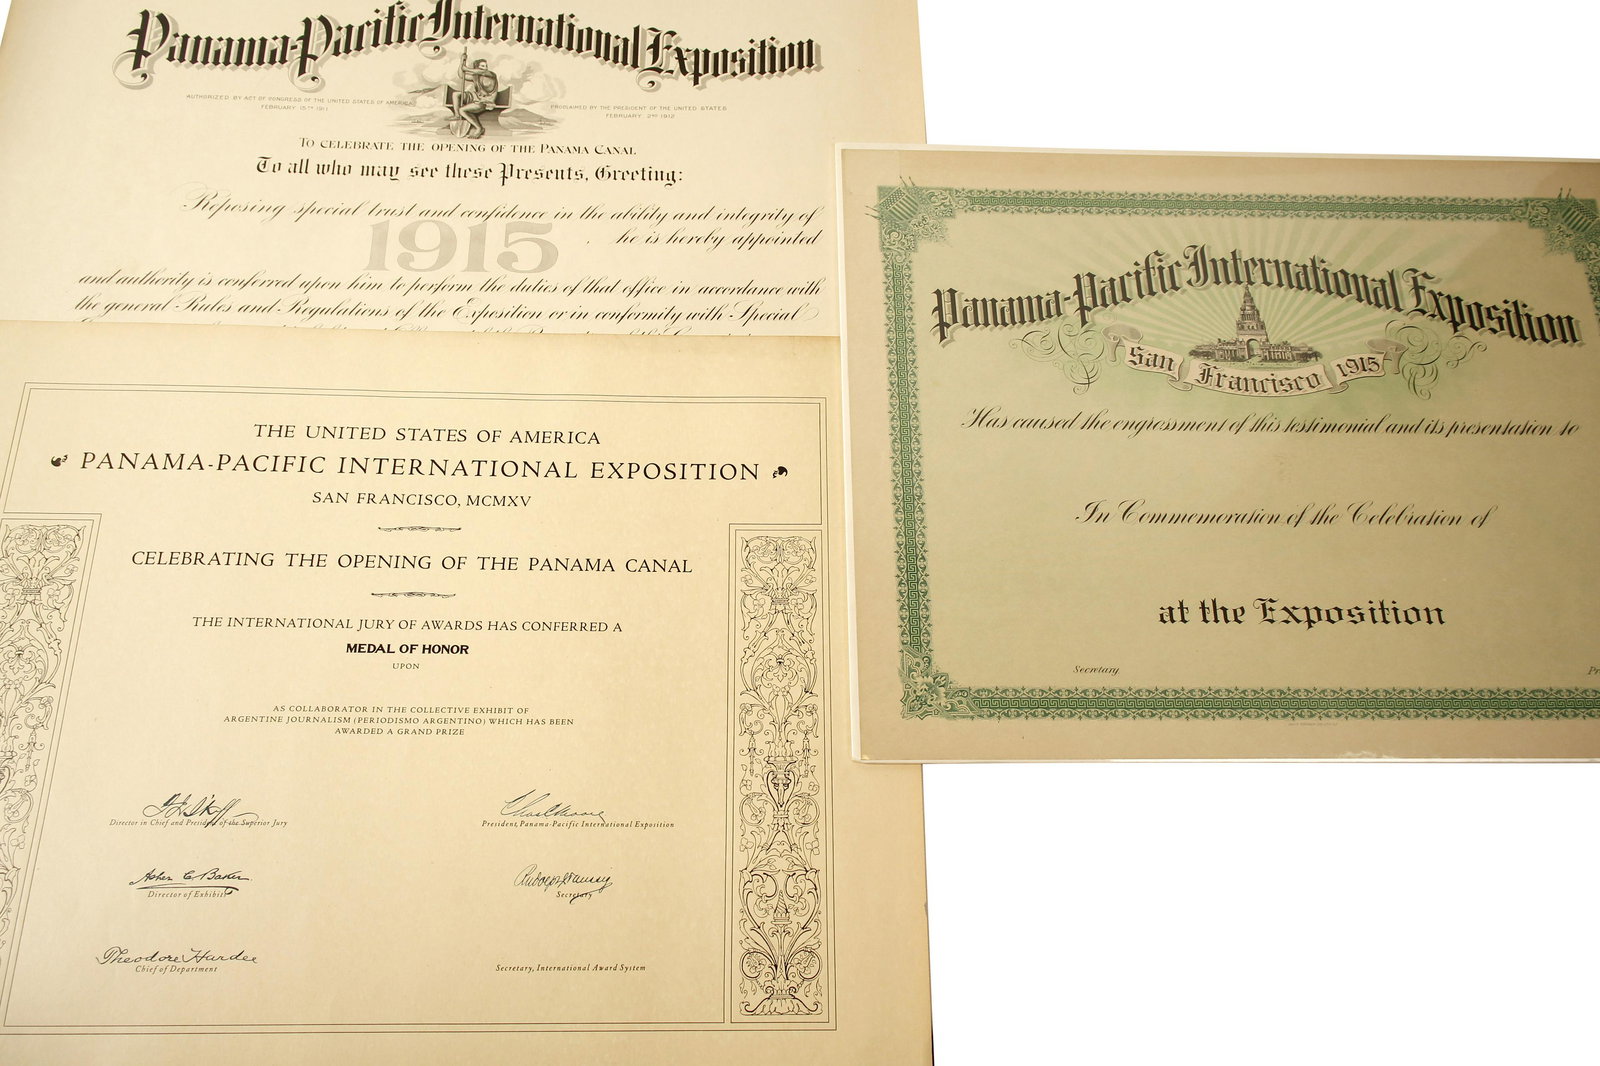 Panama-Pacific International Exposition
AUTHORIZED BY ACT OF CONGRESS OF THE UNITED STATES OF AMERICA
FEBRUARY 15TH 1911
PROCLAIMED BY THE PRESIDENT OF THE UNITED STATES
FEBRUARY 2ND 1912
TO CELEBRATE THE OPENING OF THE PANAMA CANAL
To all who may see these Presents, Greeting:
Reposing special trust and confidence in the ability and integrity of
1915
, he is hereby appointed
and authority is conferred upon him to perform the duties of that office in accordance with
the general Rules and Regulations of the Exposition or in conformity with Special
THE UNITED STATES OF AMERICA
PANAMA-PACIFIC INTERNATIONAL EXPOSITION
SAN FRANCISCO, MCMXV
CELEBRATING THE OPENING OF THE PANAMA CANAL
THE INTERNATIONAL JURY OF AWARDS HAS CONFERRED A
MEDAL OF HONOR
UPON
AS COLLABORATOR IN THE COLLECTIVE EXHIBIT OF
ARGENTINE JOURNALISM (PERIODISMO ARGENTINO) WHICH HAS BEEN
AWARDED A GRAND PRIZE
Director in Chief and President of the Superior Jury
Chas C Moore
President, Panama-Pacific International Exposition
Asher C Baker
Director of Exhibits
Rudolph Taussig
Secretary
Theodore Hardee
Chief of Department
Secretary, International Award System
Panama-Pacific International Exposition
San Francisco 1915
Has caused the engrossment of this testimonial and its presentation to
In Commemoration of the Celebration of
at the Exposition
Secretary